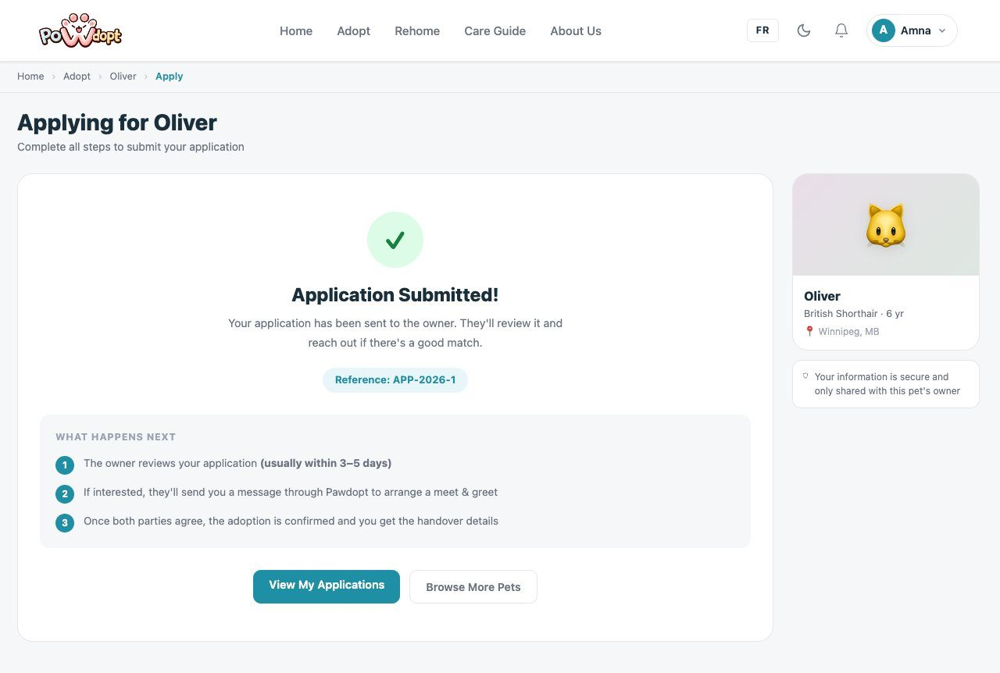 PoWdopt
Home
Adopt
Rehome
Care Guide
About Us
FR
A
Amna
Home › Adopt › Oliver › Apply
Applying for Oliver
Complete all steps to submit your application
Application Submitted!
Your application has been sent to the owner. They'll review it and
reach out if there's a good match.
Reference: APP-2026-1
WHAT HAPPENS NEXT
1 The owner reviews your application (usually within 3–5 days)
2 If interested, they'll send you a message through Pawdopt to arrange a meet & greet
3 Once both parties agree, the adoption is confirmed and you get the handover details
View My Applications
Browse More Pets
Oliver
British Shorthair · 6 yr
Winnipeg, MB
Your information is secure and
only shared with this pet's owner